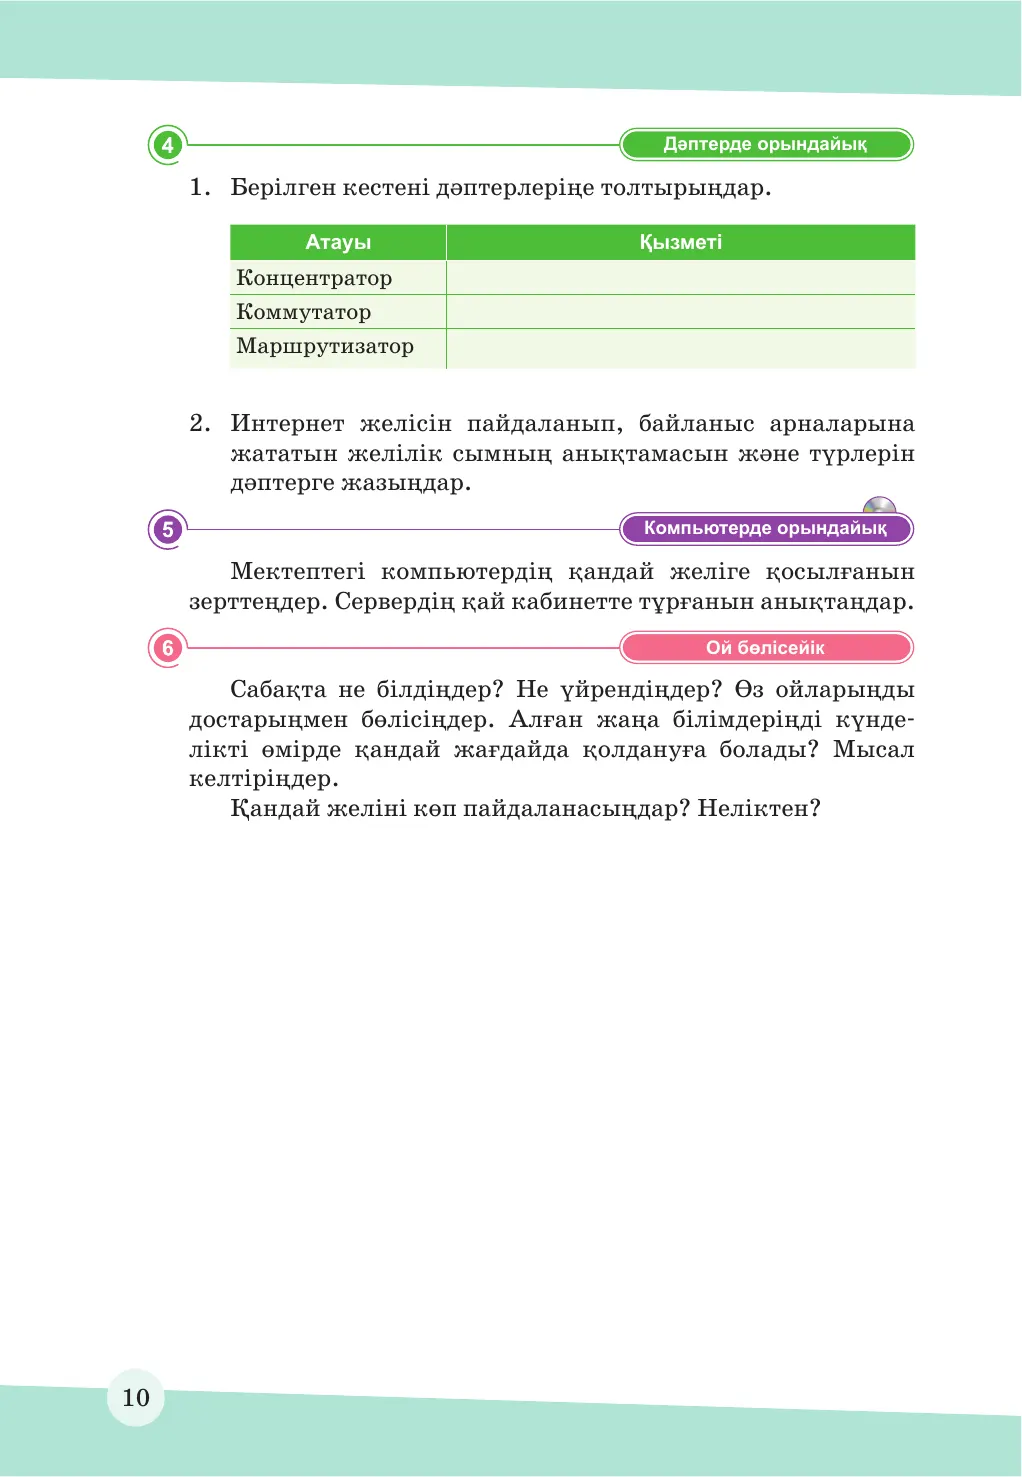 4 Дәптерде орындайық
1. Берілген кестені дәптерлеріңе толтырыңдар.
Атауы Қызметі
Концентратор
Коммутатор
Маршрутизатор
2. Интернет желісін пайдаланып, байланыс арналарына
жататын желілік сымның анықтамасын және түрлерін
дәптерге жазыңдар.
5 Компьютерде орындайық
Мектептегі компьютердің қандай желіге қосылғанын
зерттеңдер. Сервердің қай кабинетте тұрғанын анықтаңдар.
6 Ой бөлісейік
Сабақта не білдіңдер? Не үйрендіңдер? Өз ойларыңды
достарыңмен бөлісіңдер. Алған жаңа білімдеріңді күнде-
лікті өмірде қандай жағдайда қолдануға болады? Мысал
келтіріңдер.
Қандай желіні көп пайдаланасыңдар? Неліктен?
10